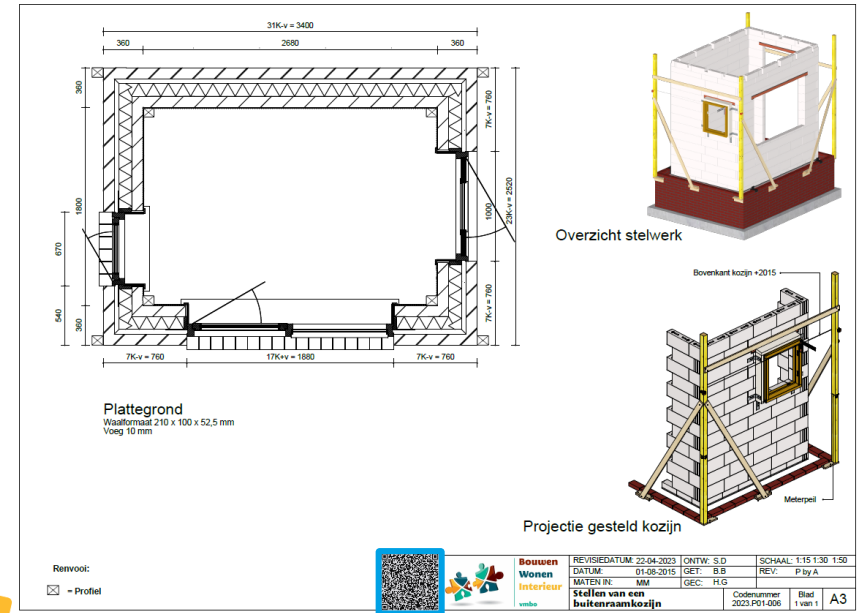 31K-v = 3400
360
2680
360
360
1800
360
670
540
7K-v = 760
1000
23K-v = 2520
7K-v = 760
7K-v = 760
17K+v = 1880
7K-v = 760
Plattegrond
Waalformaat 210 x 100 x 52,5 mm
Voeg 10 mm
Overzicht stelwerk
Bovenkant kozijn +2015
Meterpeil
Projectie gesteld kozijn
Renvooi:
= Profiel
Bouwen
Wonen
Interieur
vmbo
REVISIEDATUM: 22-04-2023 ONTW: S.D SCHAAL: 1:15 1:30 1:50
DATUM: 01-08-2015 GET: B.B REV: P by A
MATEN IN: MM GEC: H.G
Stellen van een
buitenraamkozijn
Codenummer
2023.P01-006
Blad
1 van 1
A3